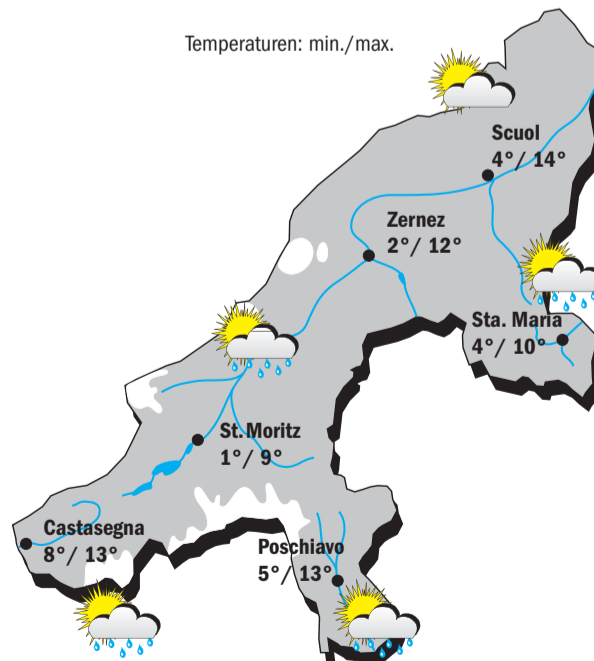 Temperaturen: min./max.
Scuol
4°/ 14°
Zernez
2°/ 12°
Sta. Maria
4°/ 10°
St. Moritz
1°/ 9°
Castasegna
8°/ 13°
Poschiavo
5°/ 13°